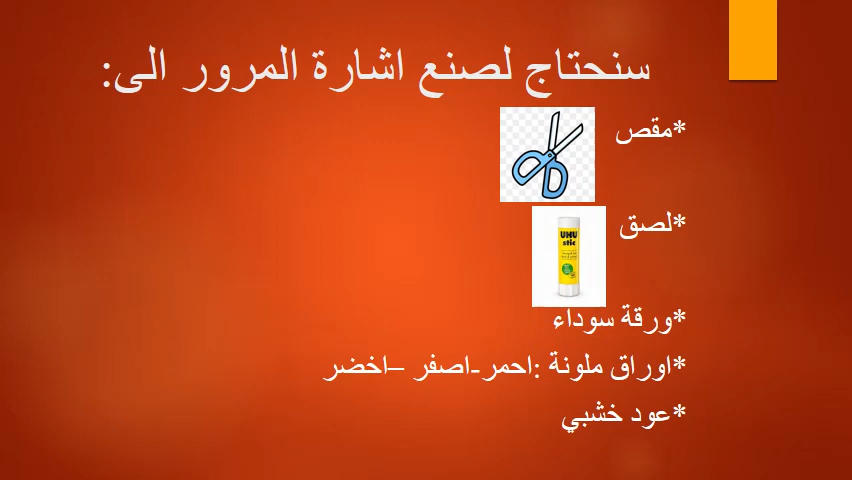 سنحتاج لصنع اشارة المرور الى:
*مقص
*لصق
UHU
stic
*ورقة سوداء
*اوراق ملونة :احمر-اصفر –اخضر
*عود خشبي